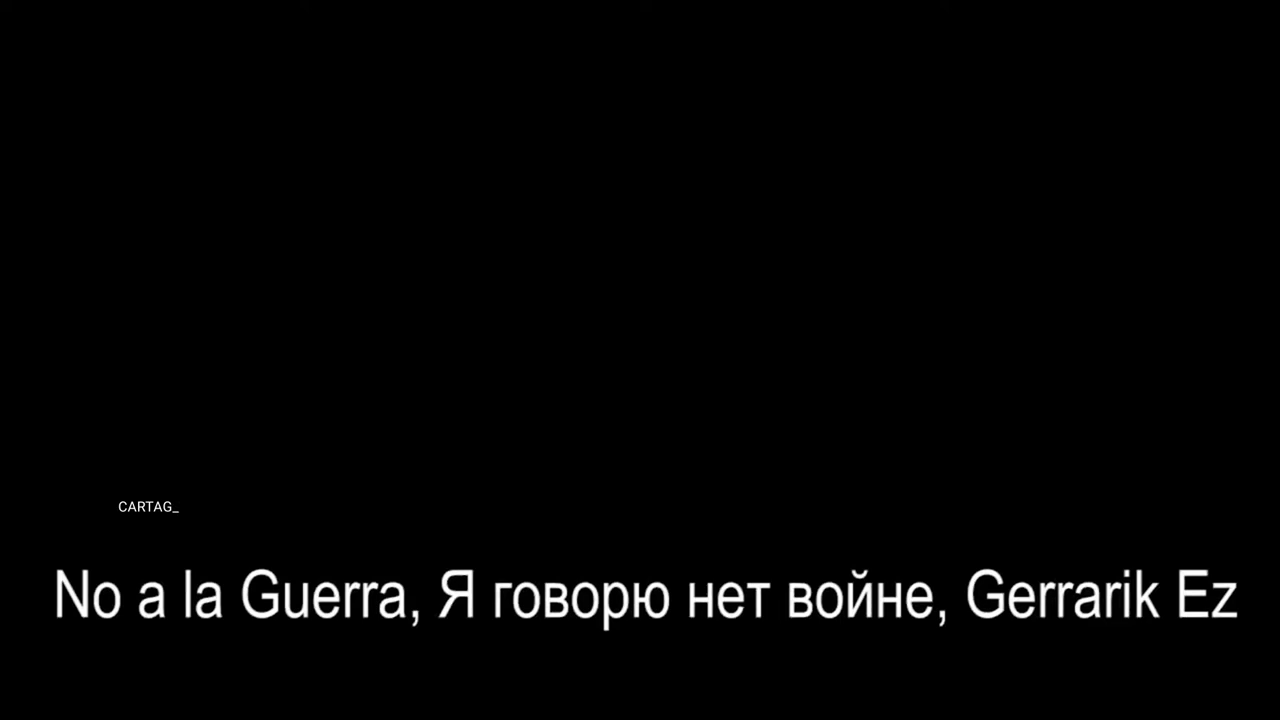 CARTAG_
No a la Guerra, Я говорю нет войне, Gerrarik Ez